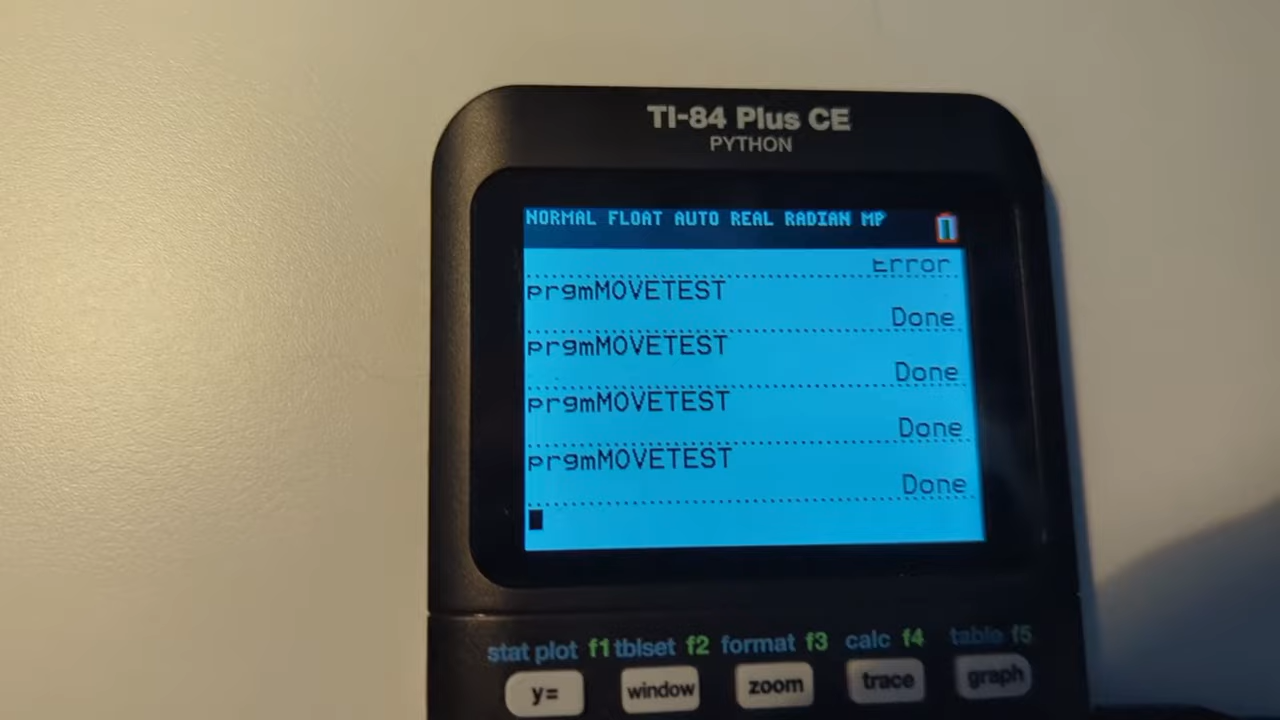 TI-84 Plus CE
PYTHON
NORMAL FLOAT AUTO REAL RADIAN MP
Error
prgmMOVETEST
Done
prgmMOVETEST
Done
prgmMOVETEST
Done
prgmMOVETEST
Done
stat plot f1 tblset f2 format f3 calc f4 table f5
y= window zoom trace graph